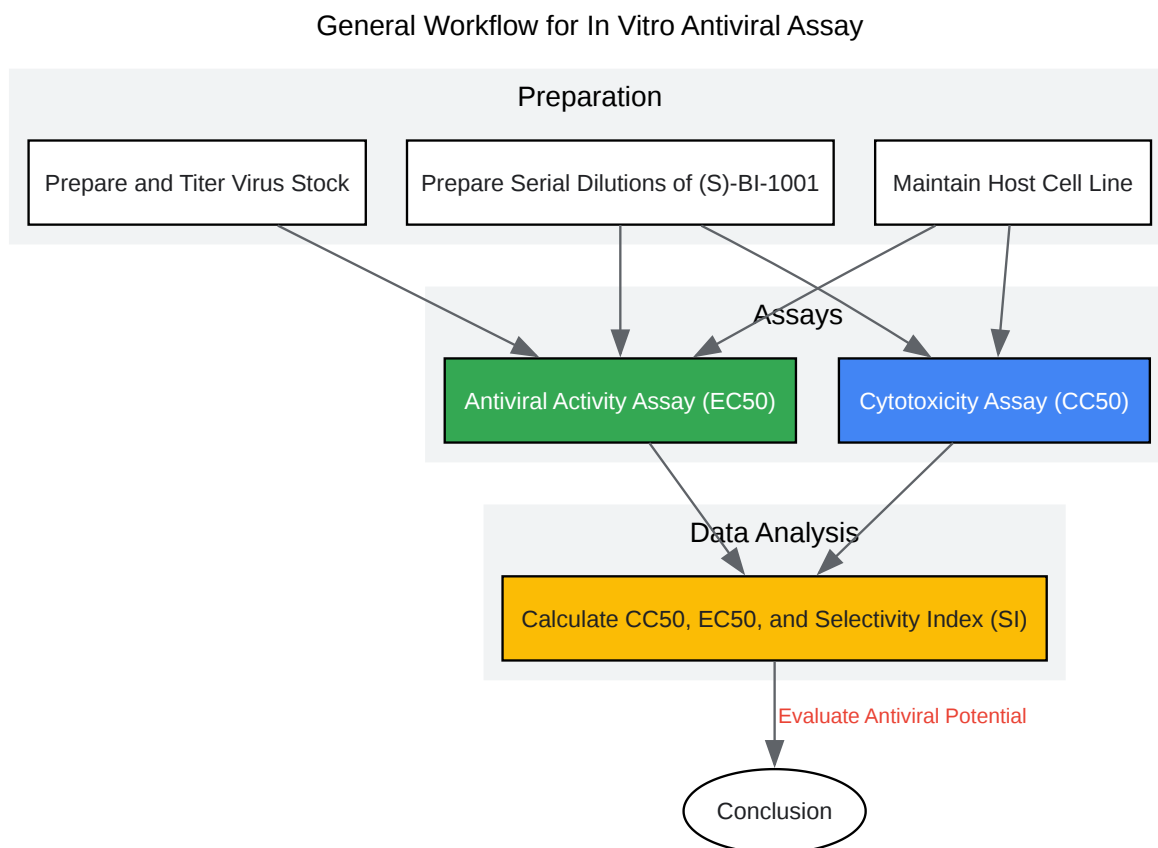 General Workflow for In Vitro Antiviral Assay
Preparation
Prepare and Titer Virus Stock
Prepare Serial Dilutions of (S)-BI-1001
Maintain Host Cell Line
Assays
Antiviral Activity Assay (EC50)
Cytotoxicity Assay (CC50)
Data Analysis
Calculate CC50, EC50, and Selectivity Index (SI)
Evaluate Antiviral Potential
Conclusion